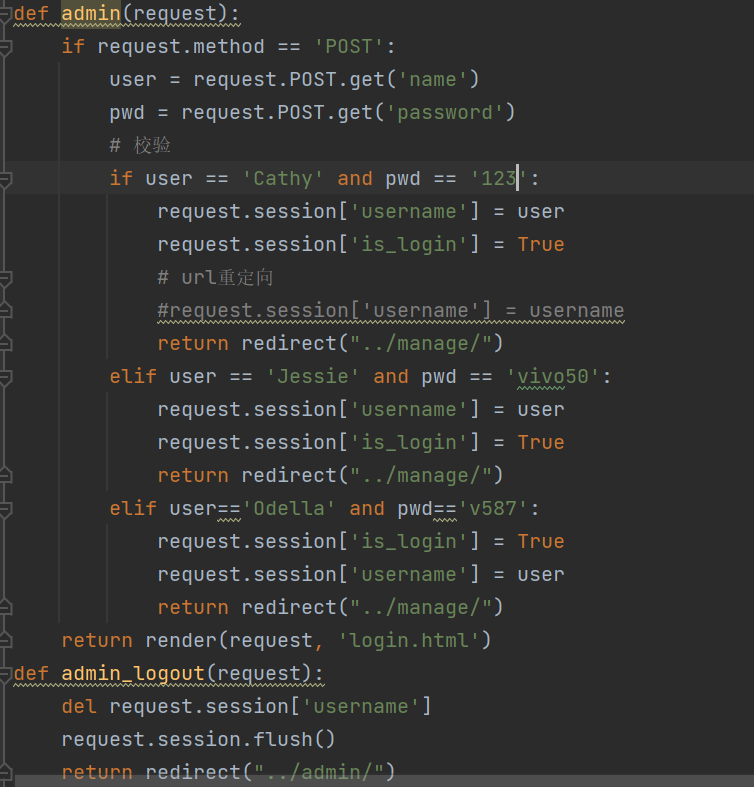 def admin(request):
    if request.method == 'POST':
        user = request.POST.get('name')
        pwd = request.POST.get('password')
        # 校验
        if user == 'Cathy' and pwd == '123':
            request.session['username'] = user
            request.session['is_login'] = True
            # url重定向
            #request.session['username'] = username
            return redirect("../manage/")
        elif user == 'Jessie' and pwd == 'vivo50':
            request.session['username'] = user
            request.session['is_login'] = True
            return redirect("../manage/")
        elif user=='Odella' and pwd=='v587':
            request.session['is_login'] = True
            request.session['username'] = user
            return redirect("../manage/")
    return render(request, 'login.html')
def admin_logout(request):
    del request.session['username']
    request.session.flush()
    return redirect("../admin/")